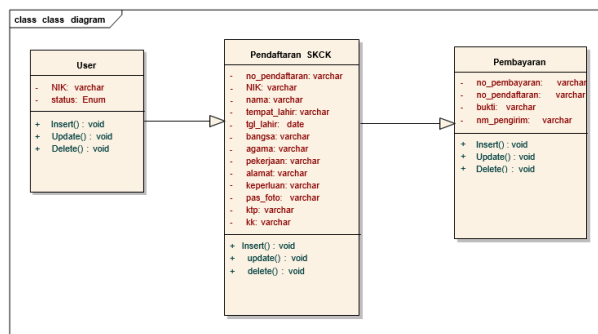 class class diagram
User
- NIK: varchar
- status: Enum
+ Insert() : void
+ Update() : void
+ Delete() : void
Pendaftaran SKCK
- no_pendaftaran: varchar
- NIK: varchar
- nama: varchar
- tempat_lahir: varchar
- tgl_lahir: date
- bangsa: varchar
- agama: varchar
- pekerjaan: varchar
- alamat: varchar
- keperluan: varchar
- pas_foto: varchar
- ktp: varchar
- kk: varchar
+ Insert() : void
+ update() : void
+ delete() : void
Pembayaran
- no_pembayaran: varchar
- no_pendaftaran: varchar
- bukti: varchar
- nm_pengirim: varchar
+ Insert() : void
+ Update() : void
+ Delete() : void